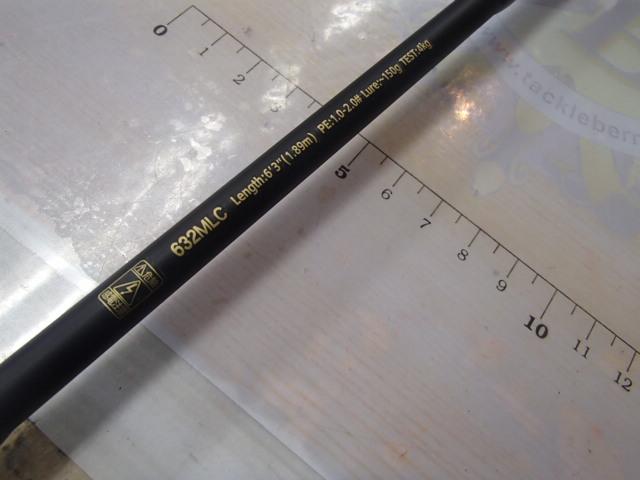 632MLC Length:6'3"(1.89m) PE:1.0-2.0# Lure:~150g TEST:4kg
0 1 2 3 5 6 7 8 9 10 11 12
www.tackleber